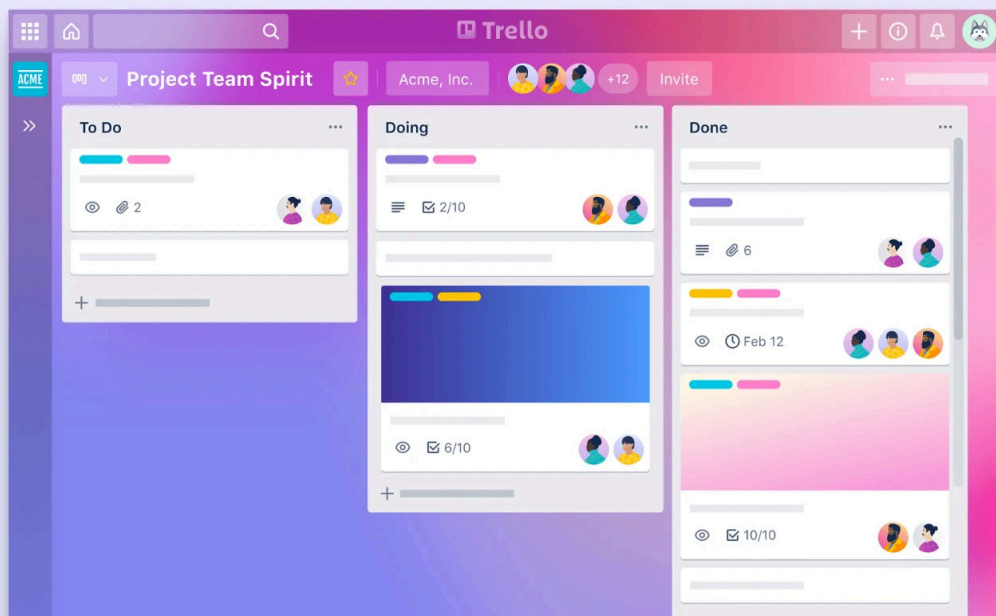 Trello
ACME
Project Team Spirit
Acme, Inc.
+12
Invite
To Do
2
Doing
2/10
6/10
Done
6
Feb 12
10/10